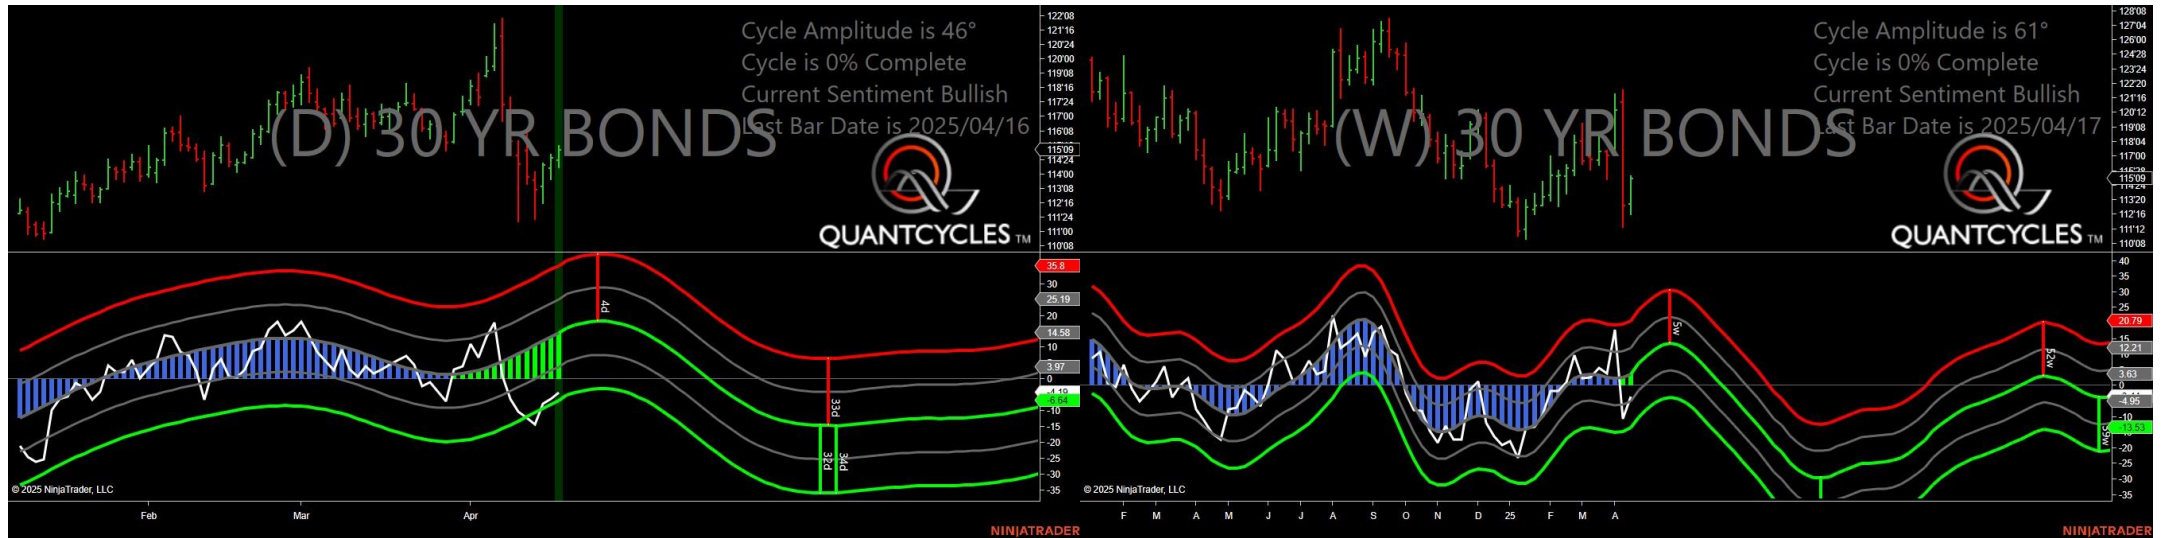 Cycle Amplitude is 46°
Cycle is 0% Complete
Current Sentiment Bullish
Last Bar Date is 2025/04/16
(D) 30 YR BONDS
QUANTCYCLES TM
122'08
121'16
120'24
120'00
119'08
118'16
117'24
117'00
116'08
115'09
114'24
114'00
113'08
112'16
111'24
111'00
110'08
35.8
30
25.19
20
14.58
10
3.97
0
-6.64
-10
-15
-20
-25
-30
-35
4d
33d
32d
34d
© 2025 NinjaTrader, LLC
Feb
Mar
Apr
NINJATRADER
Cycle Amplitude is 61°
Cycle is 0% Complete
Current Sentiment Bullish
Last Bar Date is 2025/04/17
(W) 30 YR BONDS
QUANTCYCLES TM
128'08
127'04
126'00
124'28
123'24
122'20
121'16
120'12
119'08
118'04
117'00
115'09
114'24
113'20
112'16
111'12
110'08
40
35
30
25
20.79
15
12.21
3.63
0
-4.95
-10
-13.53
-20
-25
-30
-35
5w
52w
59w
© 2025 NinjaTrader, LLC
F
M
A
M
J
J
A
S
O
N
D
25
F
M
A
NINJATRADER